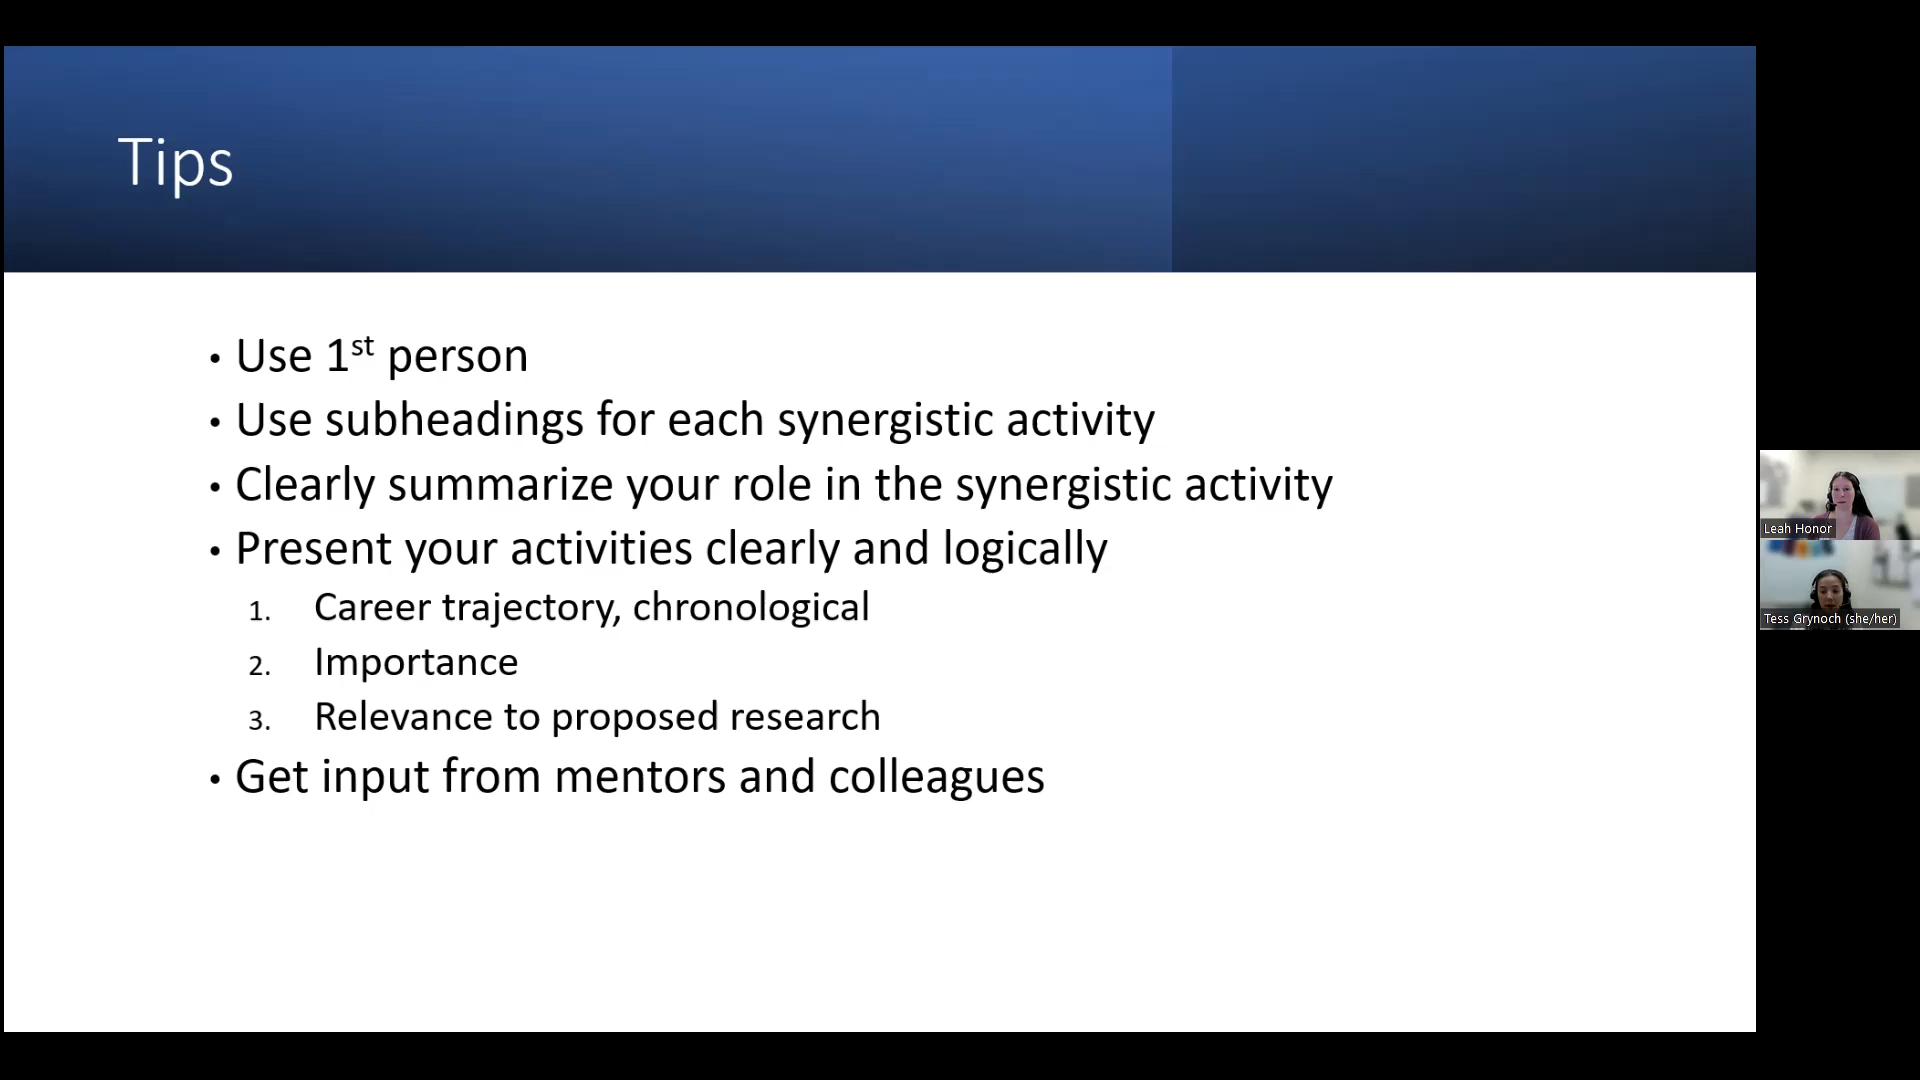 Tips
• Use 1st person
• Use subheadings for each synergistic activity
• Clearly summarize your role in the synergistic activity
• Present your activities clearly and logically
1. Career trajectory, chronological
2. Importance
3. Relevance to proposed research
• Get input from mentors and colleagues
Leah Honor
Tess Grynoch (she/her)